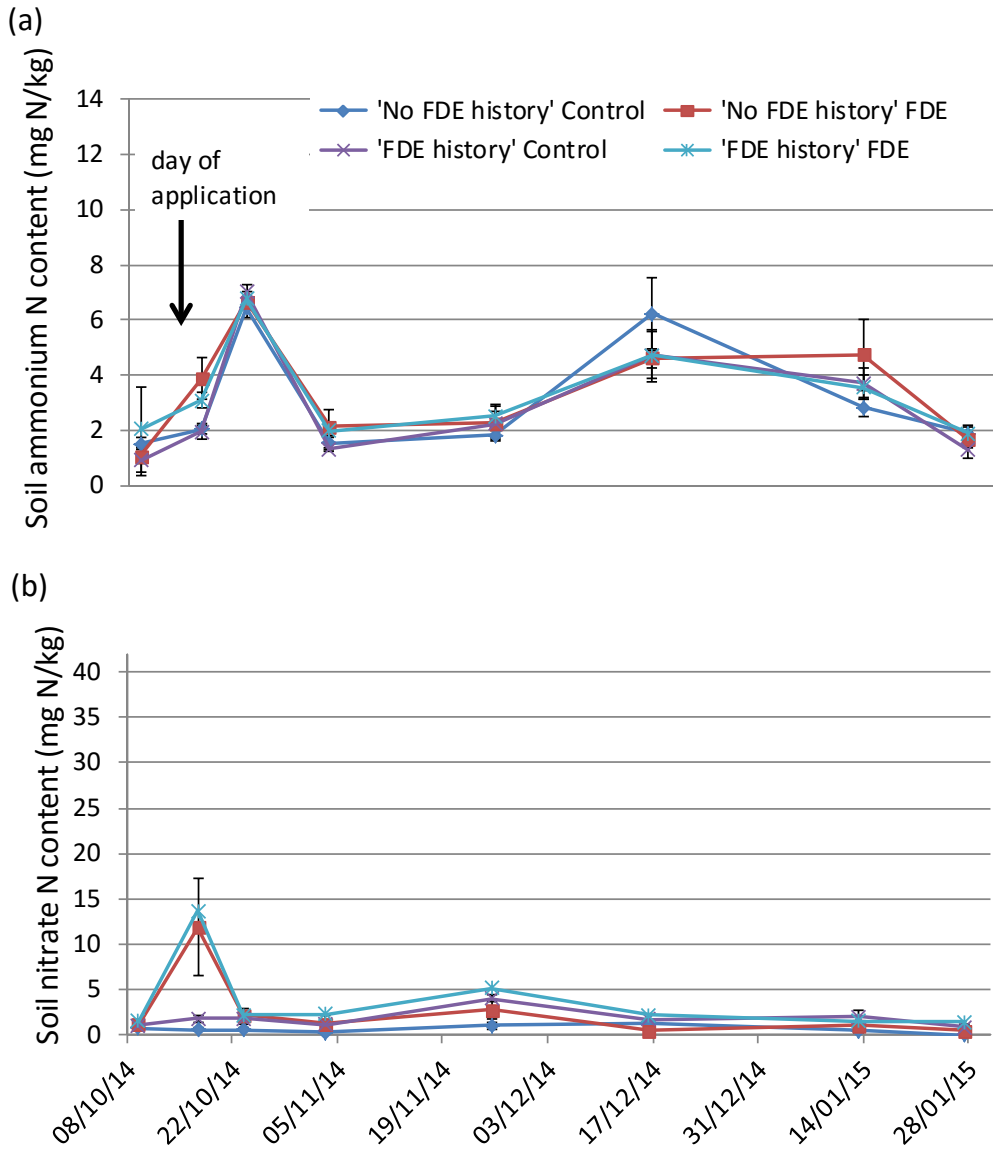 (a)
Soil ammonium N content (mg N/kg)
14
12
10
8
6
4
2
0
'No FDE history' Control
'No FDE history' FDE
'FDE history' Control
'FDE history' FDE
day of
application
(b)
Soil nitrate N content (mg N/kg)
40
35
30
25
20
15
10
5
0
08/10/14
22/10/14
05/11/14
19/11/14
03/12/14
17/12/14
31/12/14
14/01/15
28/01/15